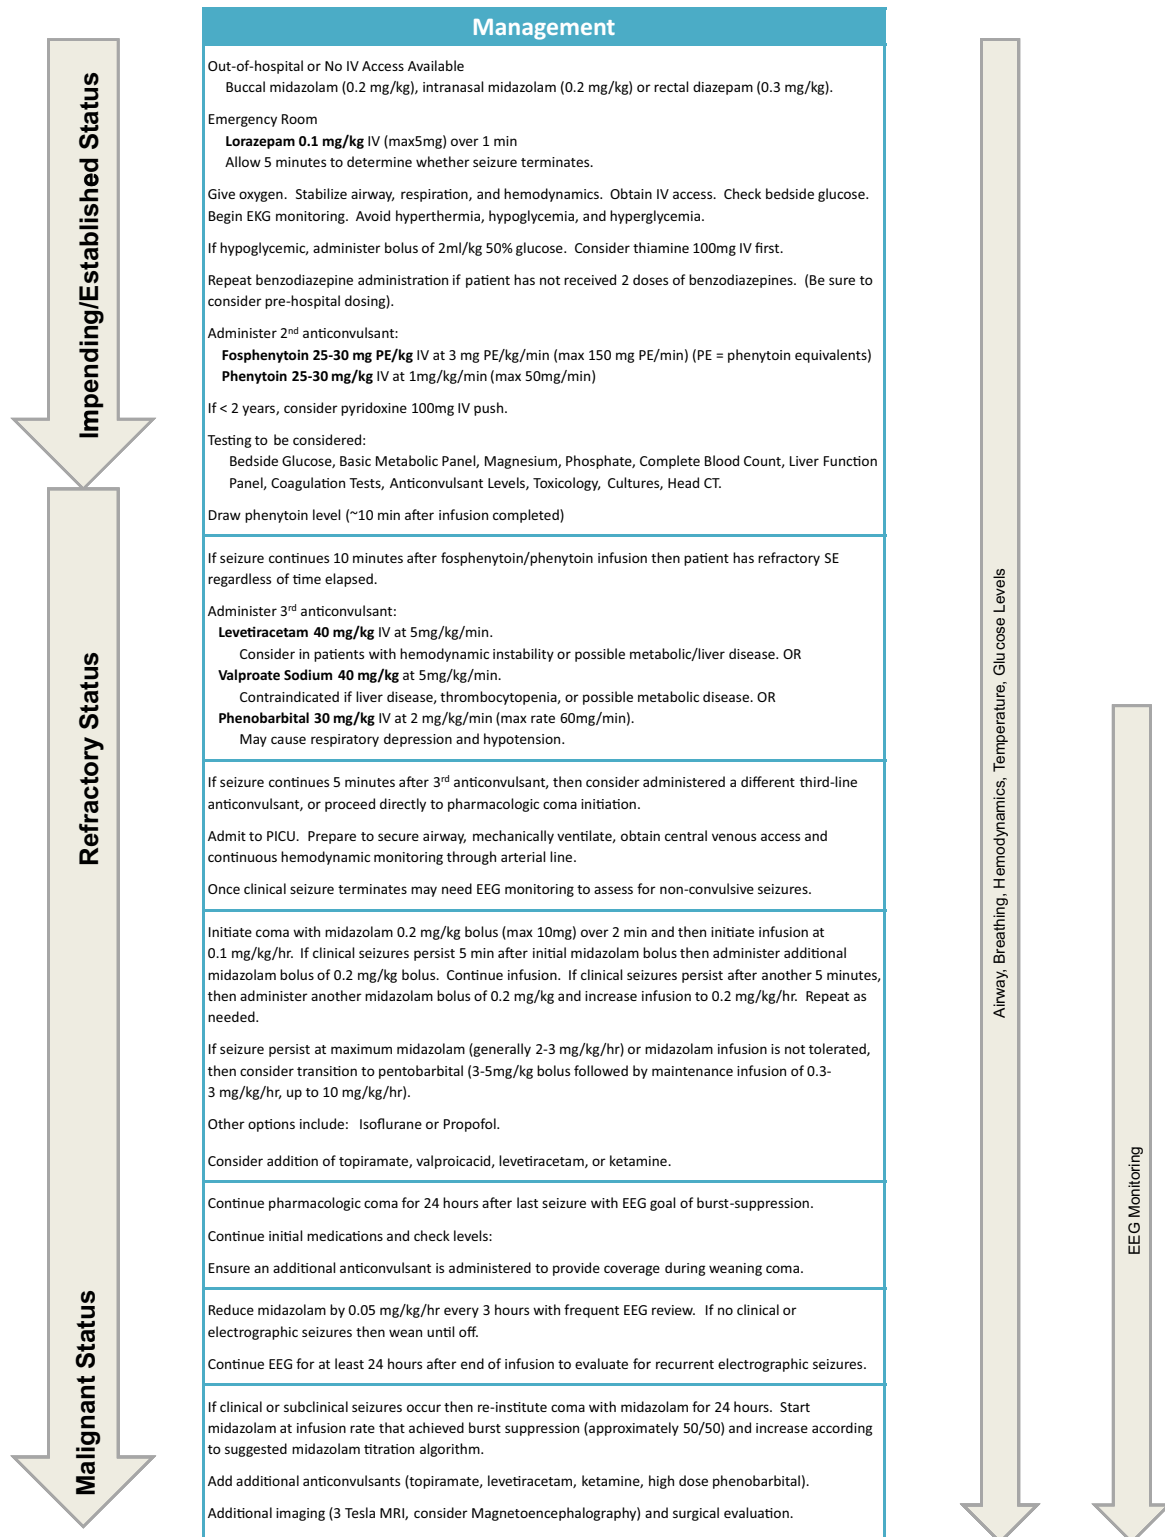 Management
Out-of-hospital or No IV Access Available
Buccal midazolam (0.2 mg/kg), intranasal midazolam (0.2 mg/kg) or rectal diazepam (0.3 mg/kg).
Emergency Room
Lorazepam 0.1 mg/kg IV (max5mg) over 1 min
Allow 5 minutes to determine whether seizure terminates.
Give oxygen. Stabilize airway, respiration, and hemodynamics. Obtain IV access. Check bedside glucose.
Begin EKG monitoring. Avoid hyperthermia, hypoglycemia, and hyperglycemia.
If hypoglycemic, administer bolus of 2ml/kg 50% glucose. Consider thiamine 100mg IV first.
Repeat benzodiazepine administration if patient has not received 2 doses of benzodiazepines. (Be sure to
consider pre-hospital dosing).
Administer 2nd anticonvulsant:
Fosphenytoin 25-30 mg PE/kg IV at 3 mg PE/kg/min (max 150 mg PE/min) (PE = phenytoin equivalents)
Phenytoin 25-30 mg/kg IV at 1mg/kg/min (max 50mg/min)
If < 2 years, consider pyridoxine 100mg IV push.
Testing to be considered:
Bedside Glucose, Basic Metabolic Panel, Magnesium, Phosphate, Complete Blood Count, Liver Function
Panel, Coagulation Tests, Anticonvulsant Levels, Toxicology, Cultures, Head CT.
Draw phenytoin level (~10 min after infusion completed)
If seizure continues 10 minutes after fosphenytoin/phenytoin infusion then patient has refractory SE
regardless of time elapsed.
Administer 3rd anticonvulsant:
Levetiracetam 40 mg/kg IV at 5mg/kg/min.
Consider in patients with hemodynamic instability or possible metabolic/liver disease. OR
Valproate Sodium 40 mg/kg at 5mg/kg/min.
Contraindicated if liver disease, thrombocytopenia, or possible metabolic disease. OR
Phenobarbital 30 mg/kg IV at 2 mg/kg/min (max rate 60mg/min).
May cause respiratory depression and hypotension.
If seizure continues 5 minutes after 3rd anticonvulsant, then consider administered a different third-line
anticonvulsant, or proceed directly to pharmacologic coma initiation.
Admit to PICU. Prepare to secure airway, mechanically ventilate, obtain central venous access and
continuous hemodynamic monitoring through arterial line.
Once clinical seizure terminates may need EEG monitoring to assess for non-convulsive seizures.
Initiate coma with midazolam 0.2 mg/kg bolus (max 10mg) over 2 min and then initiate infusion at
0.1 mg/kg/hr. If clinical seizures persist 5 min after initial midazolam bolus then administer additional
midazolam bolus of 0.2 mg/kg bolus. Continue infusion. If clinical seizures persist after another 5 minutes,
then administer another midazolam bolus of 0.2 mg/kg and increase infusion to 0.2 mg/kg/hr. Repeat as
needed.
If seizure persist at maximum midazolam (generally 2-3 mg/kg/hr) or midazolam infusion is not tolerated,
then consider transition to pentobarbital (3-5mg/kg bolus followed by maintenance infusion of 0.3-
3 mg/kg/hr, up to 10 mg/kg/hr).
Other options include: Isoflurane or Propofol.
Consider addition of topiramate, valproicacid, levetiracetam, or ketamine.
Continue pharmacologic coma for 24 hours after last seizure with EEG goal of burst-suppression.
Continue initial medications and check levels:
Ensure an additional anticonvulsant is administered to provide coverage during weaning coma.
Reduce midazolam by 0.05 mg/kg/hr every 3 hours with frequent EEG review. If no clinical or
electrographic seizures then wean until off.
Continue EEG for at least 24 hours after end of infusion to evaluate for recurrent electrographic seizures.
If clinical or subclinical seizures occur then re-institute coma with midazolam for 24 hours. Start
midazolam at infusion rate that achieved burst suppression (approximately 50/50) and increase according
to suggested midazolam titration algorithm.
Add additional anticonvulsants (topiramate, levetiracetam, ketamine, high dose phenobarbital).
Additional imaging (3 Tesla MRI, consider Magnetoencephalography) and surgical evaluation.
Impending/Established Status
Refractory Status
Malignant Status
Airway, Breathing, Hemodynamics, Temperature, Glucose Levels
EEG Monitoring